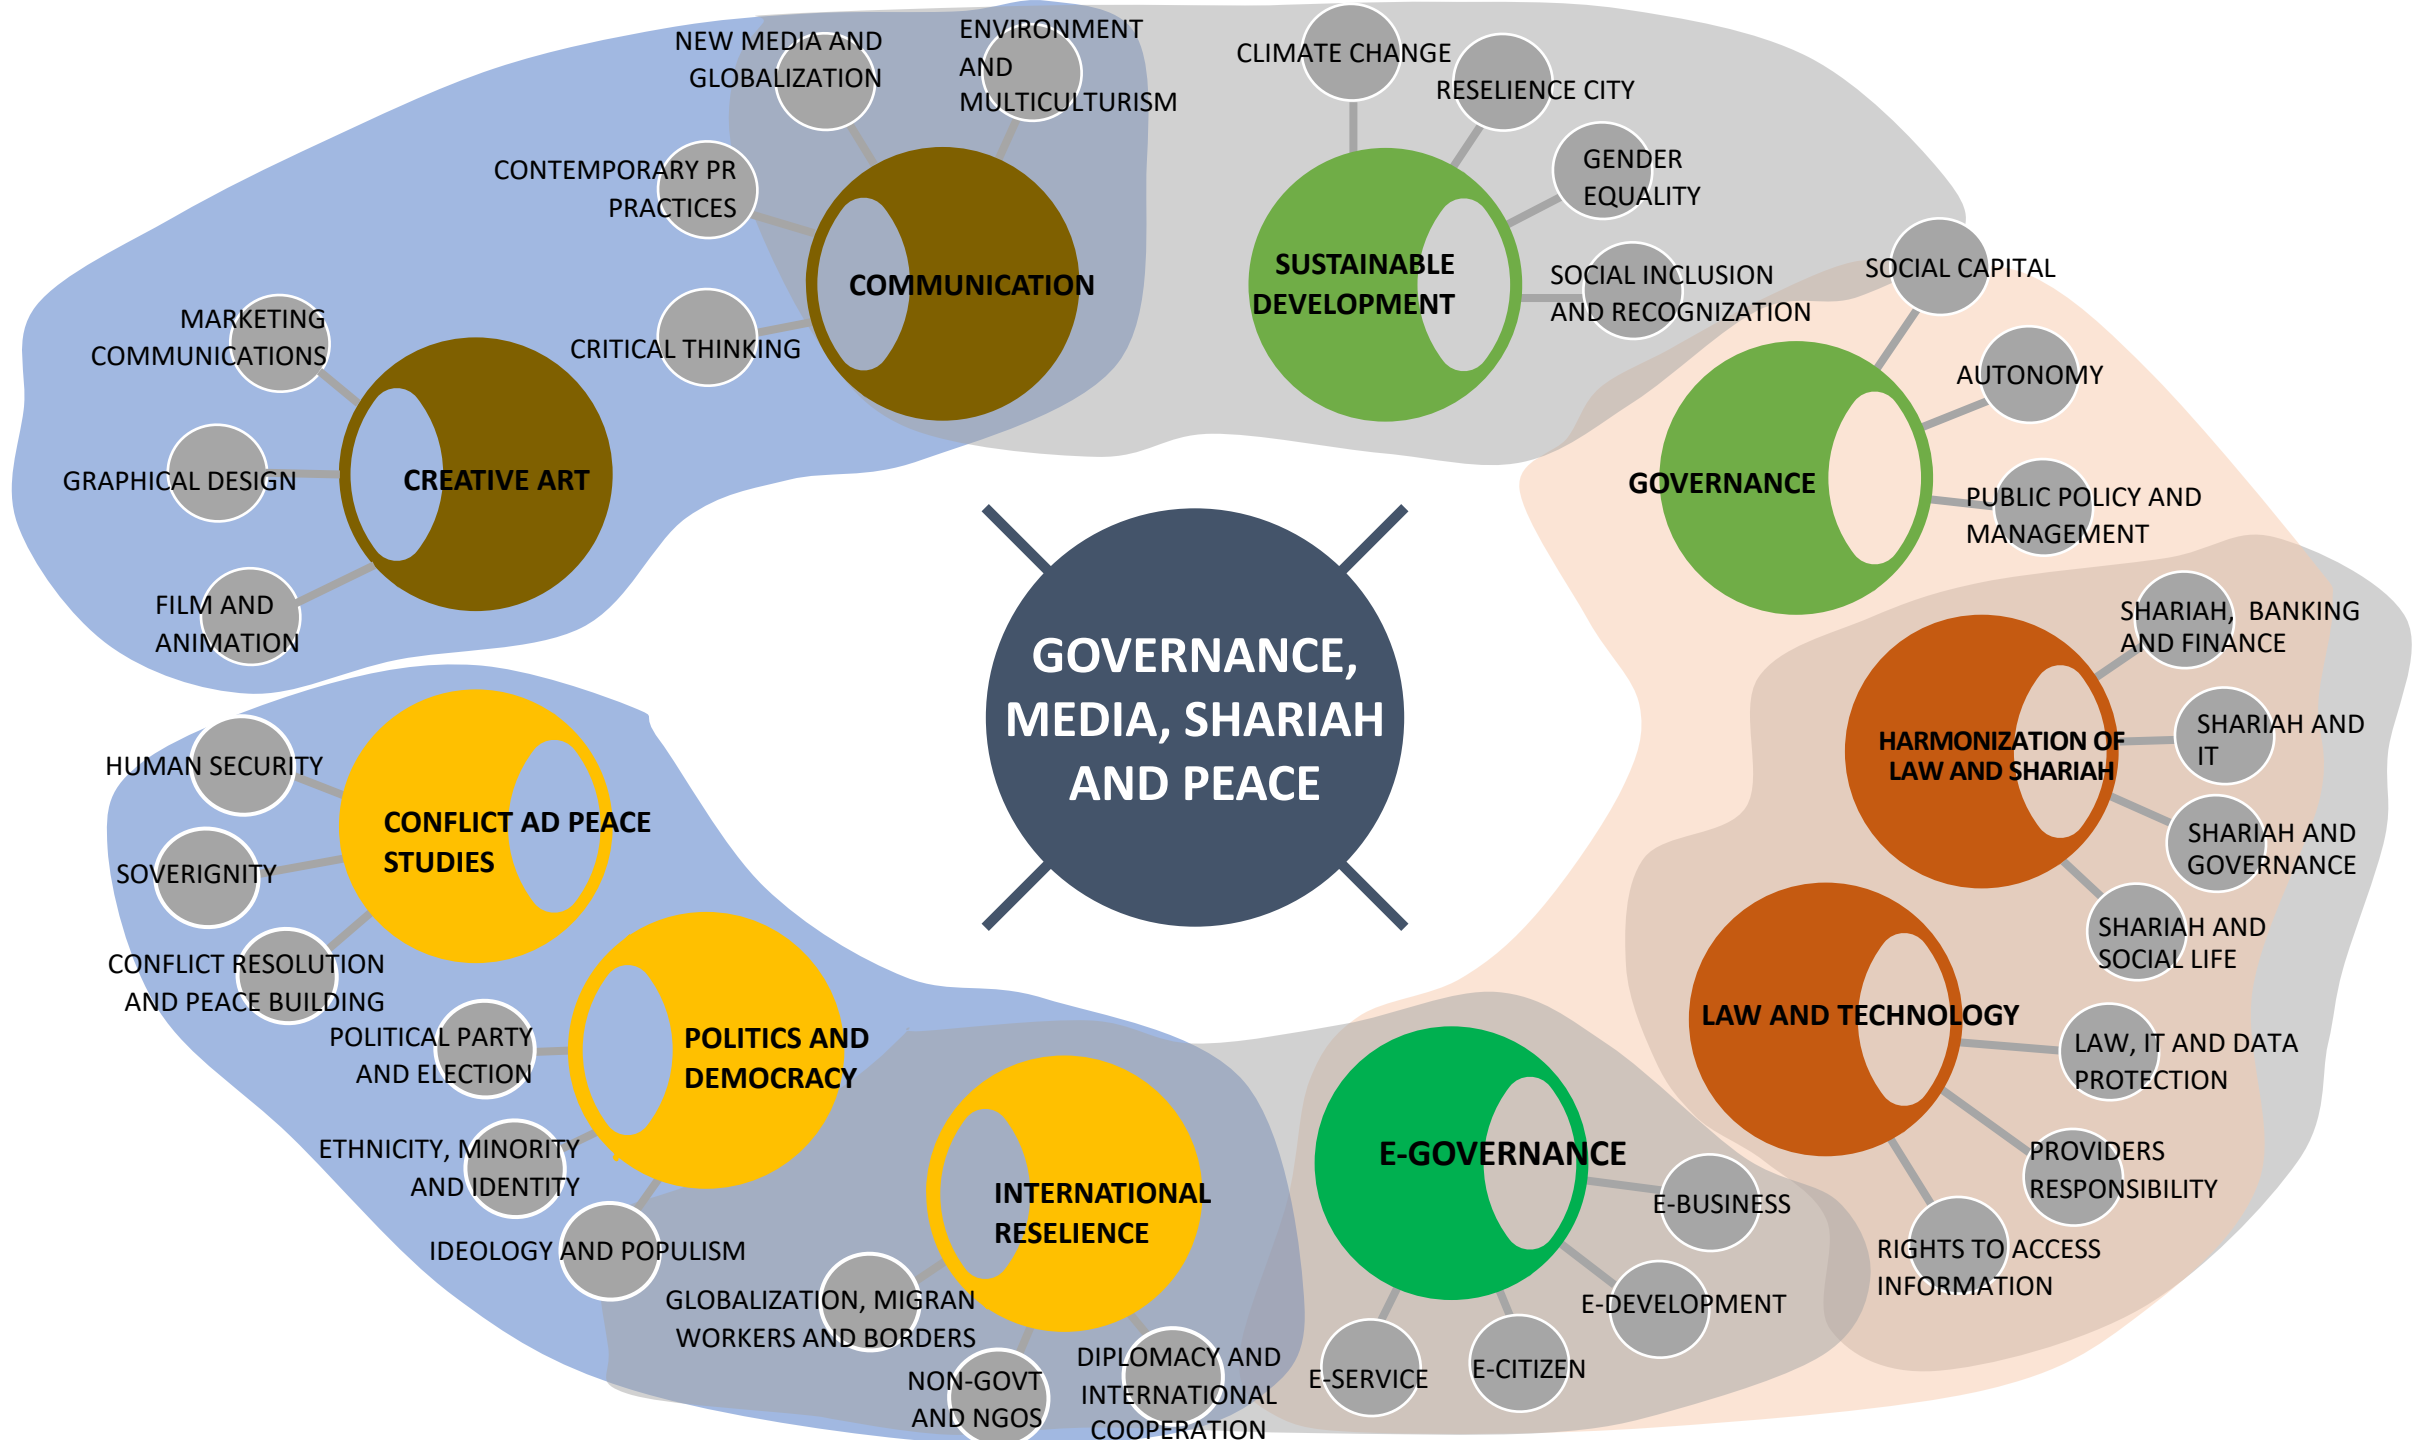 NEW MEDIA AND
GLOBALIZATION
ENVIRONMENT
AND
MULTICULTURISM
CONTEMPORARY PR
PRACTICES
CRITICAL THINKING
COMMUNICATION
MARKETING
COMMUNICATIONS
GRAPHICAL DESIGN
FILM AND
ANIMATION
CREATIVE ART
CLIMATE CHANGE
RESELIENCE CITY
GENDER
EQUALITY
SOCIAL INCLUSION
AND RECOGNIZATION
SUSTAINABLE
DEVELOPMENT
SOCIAL CAPITAL
AUTONOMY
PUBLIC POLICY AND
MANAGEMENT
GOVERNANCE
GOVERNANCE,
MEDIA, SHARIAH
AND PEACE
SHARIAH, BANKING
AND FINANCE
SHARIAH AND
IT
SHARIAH AND
GOVERNANCE
SHARIAH AND
SOCIAL LIFE
HARMONIZATION OF
LAW AND SHARIAH
LAW AND TECHNOLOGY
LAW, IT AND DATA
PROTECTION
PROVIDERS
RESPONSIBILITY
RIGHTS TO ACCESS
INFORMATION
HUMAN SECURITY
SOVERIGNITY
CONFLICT RESOLUTION
AND PEACE BUILDING
CONFLICT AD PEACE
STUDIES
POLITICAL PARTY
AND ELECTION
ETHNICITY, MINORITY
AND IDENTITY
IDEOLOGY AND POPULISM
POLITICS AND
DEMOCRACY
INTERNATIONAL
RESELIENCE
GLOBALIZATION, MIGRAN
WORKERS AND BORDERS
NON-GOVT
AND NGOS
DIPLOMACY AND
INTERNATIONAL
COOPERATION
E-GOVERNANCE
E-BUSINESS
E-DEVELOPMENT
E-CITIZEN
E-SERVICE